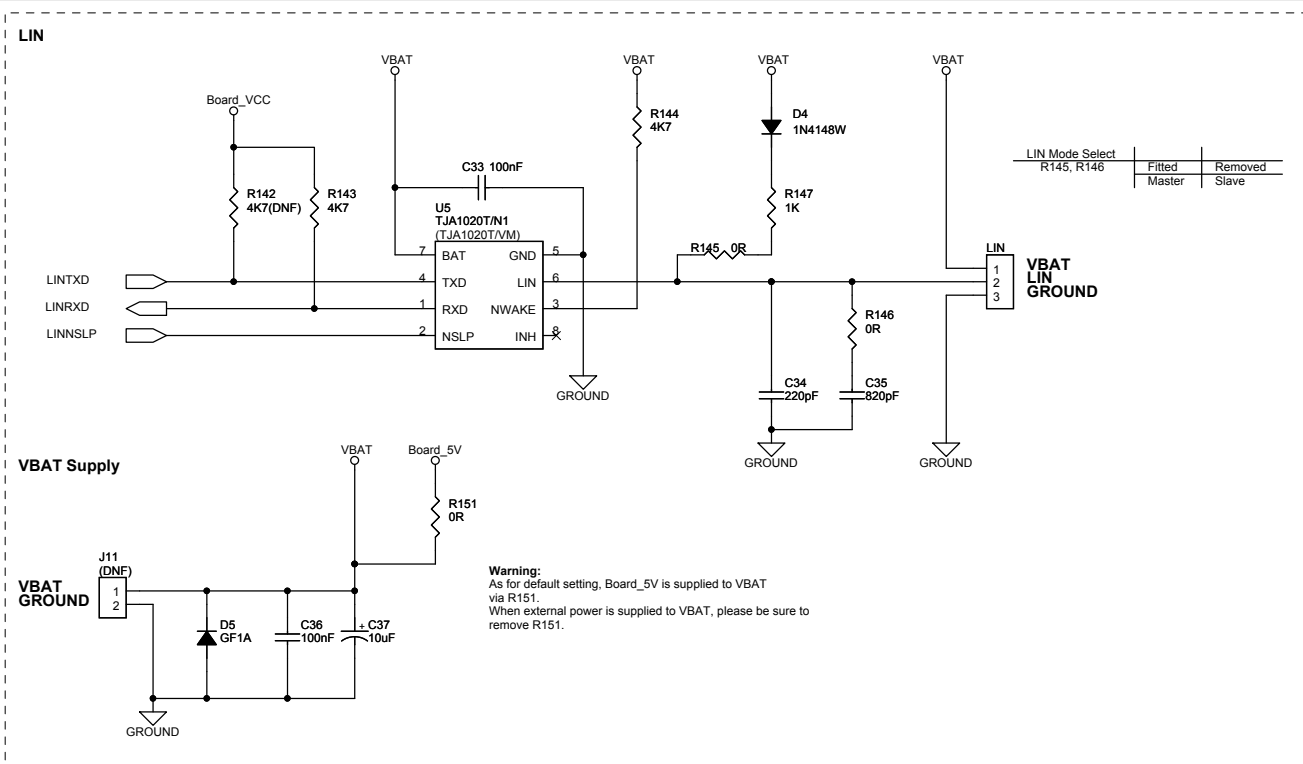 LIN
VBAT
VBAT
VBAT
VBAT
Board_VCC
R144
4K7
D4
1N4148W
LIN Mode Select
R145, R146 Fitted Removed
Master Slave
C33 100nF
R142
4K7(DNF)
R143
4K7
R147
1K
U5
TJA1020T/N1
(TJA1020T/VM)
R145 0R
7 BAT GND 5
LINTXD 4 TXD LIN 6
LINRXD 1 RXD NWAKE 3
LINNSLP 2 NSLP INH 8
LIN
1 VBAT
2 LIN
3 GROUND
R146
0R
C34
220pF
C35
820pF
GROUND
GROUND
GROUND
VBAT Supply
VBAT
Board_5V
R151
0R
J11
(DNF)
VBAT 1
GROUND 2
D5
GF1A
C36
100nF
+ C37
10uF
GROUND
Warning:
As for default setting, Board_5V is supplied to VBAT
via R151.
When external power is supplied to VBAT, please be sure to
remove R151.